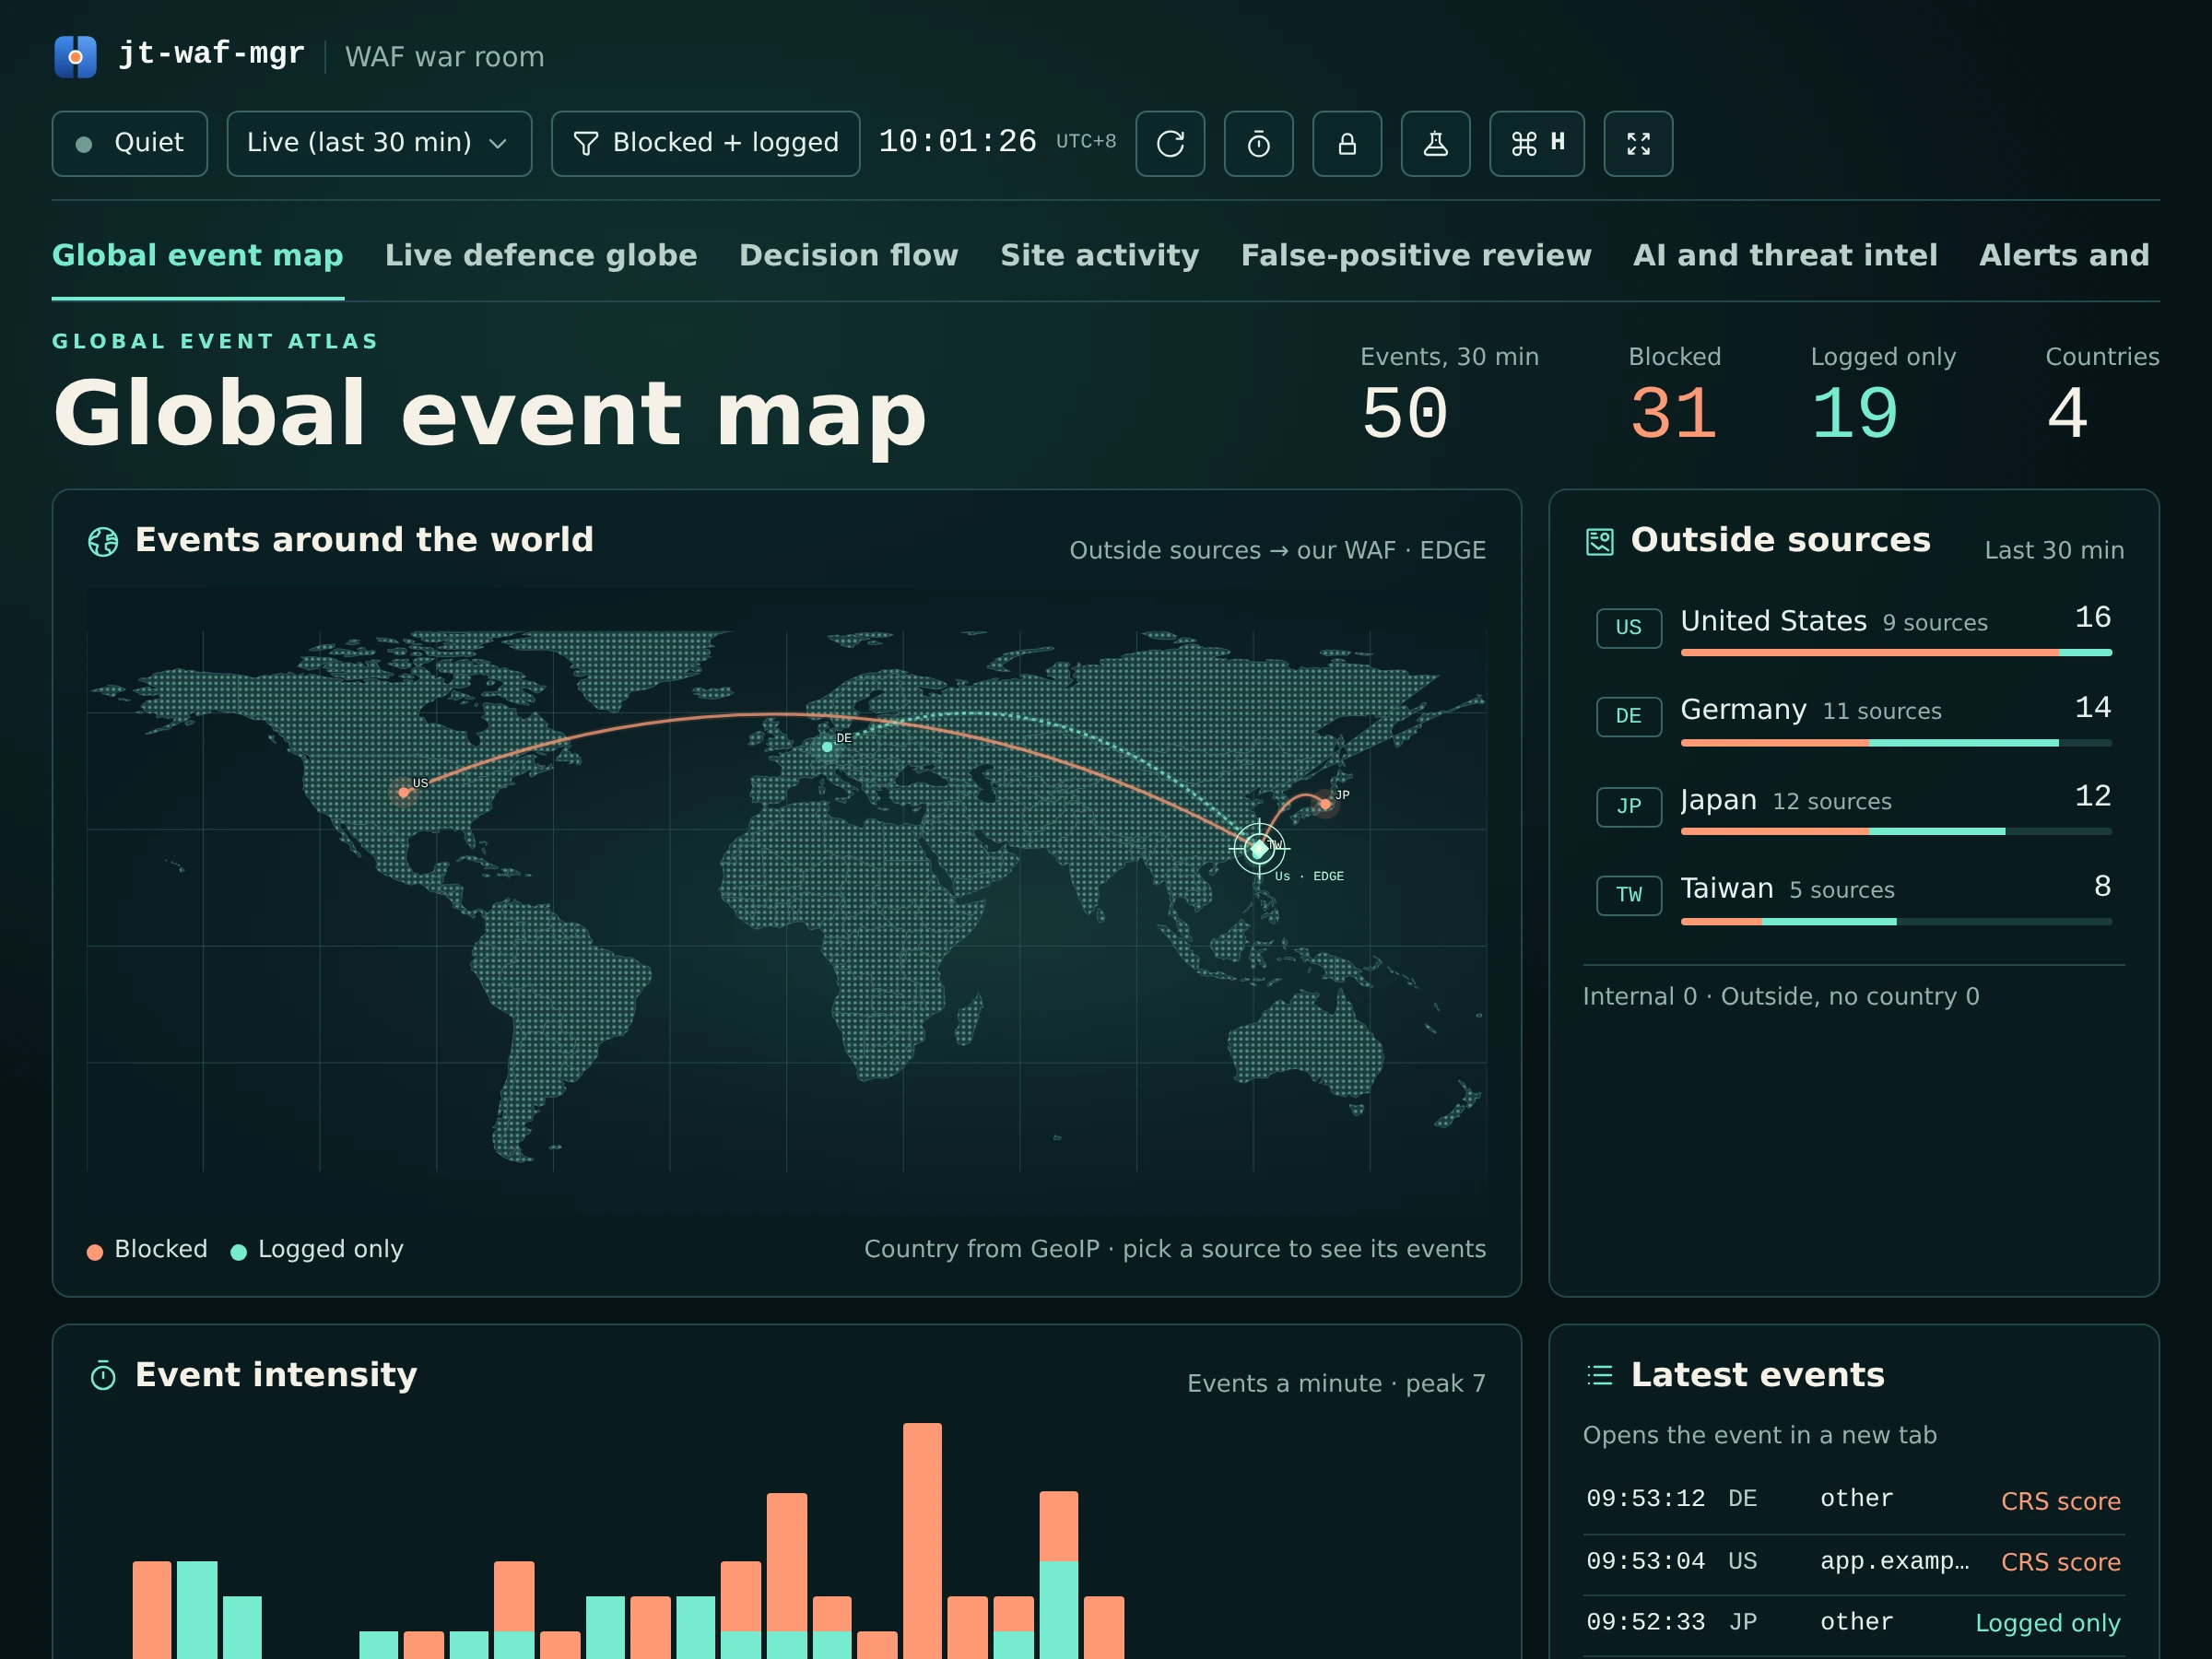 jt-waf-mgr WAF war room
Quiet Live (last 30 min) Blocked + logged 10:01:26 UTC+8 H
Global event map Live defence globe Decision flow Site activity False-positive review AI and threat intel Alerts and
GLOBAL EVENT ATLAS
Global event map
Events, 30 min Blocked Logged only Countries
50 31 19 4
Events around the world Outside sources → our WAF · EDGE
DE
US
JP
TW
Us · EDGE
Blocked Logged only Country from GeoIP · pick a source to see its events
Outside sources Last 30 min
US United States 9 sources 16
DE Germany 11 sources 14
JP Japan 12 sources 12
TW Taiwan 5 sources 8
Internal 0 · Outside, no country 0
Event intensity Events a minute · peak 7
Latest events
Opens the event in a new tab
09:53:12 DE other CRS score
09:53:04 US app.examp… CRS score
09:52:33 JP other Logged only